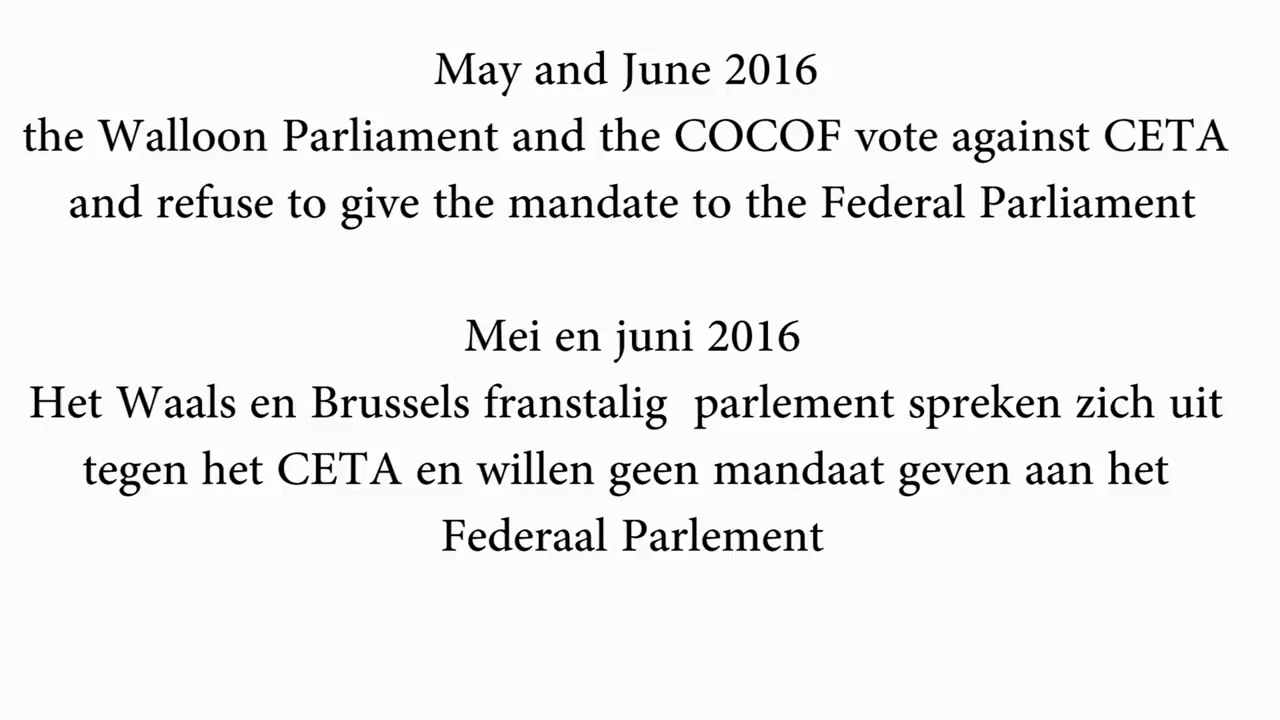 May and June 2016
the Walloon Parliament and the COCOF vote against CETA
and refuse to give the mandate to the Federal Parliament
Mei en juni 2016
Het Waals en Brussels franstalig  parlement spreken zich uit
tegen het CETA en willen geen mandaat geven aan het
Federaal Parlement